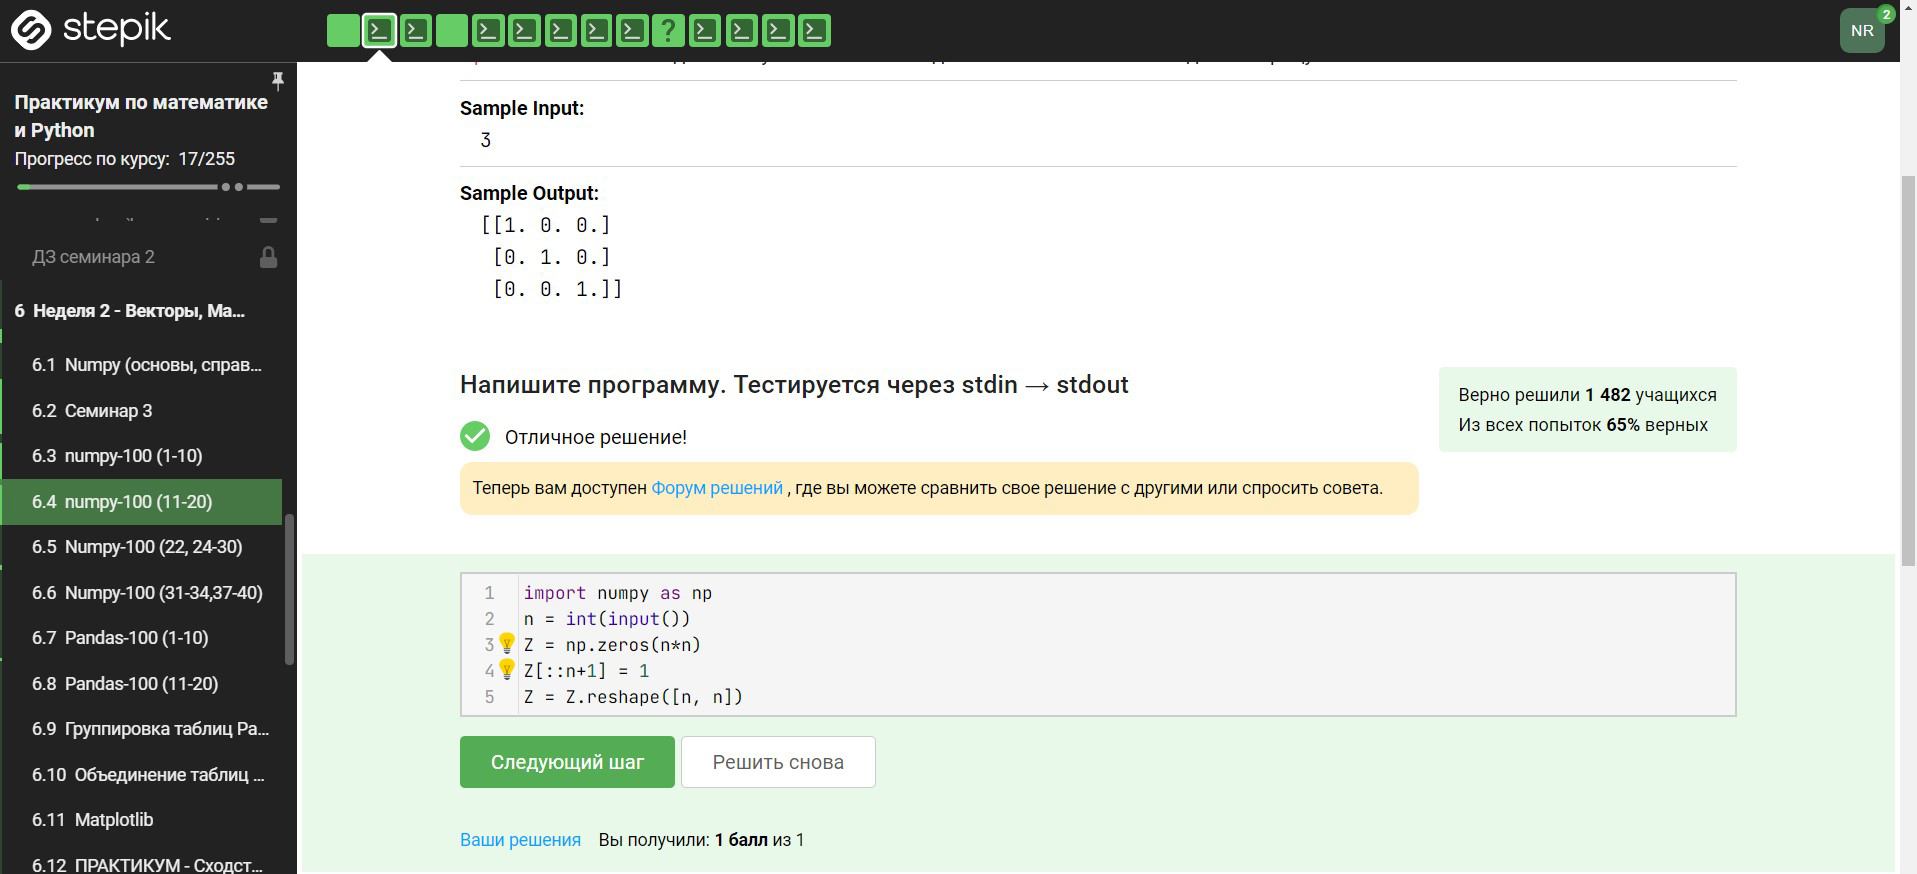 stepik
?
NR
2
Практикум по математике
и Python
Прогресс по курсу: 17/255
ДЗ семинара 2
6 Неделя 2 - Векторы, Ма...
6.1 Numpy (основы, справ...
6.2 Семинар 3
6.3 numpy-100 (1-10)
6.4 numpy-100 (11-20)
6.5 Numpy-100 (22, 24-30)
6.6 Numpy-100 (31-34,37-40)
6.7 Pandas-100 (1-10)
6.8 Pandas-100 (11-20)
6.9 Группировка таблиц Pa...
6.10 Объединение таблиц ...
6.11 Matplotlib
6.12 ПРАКТИКУМ - Сходст...
Sample Input:
3
Sample Output:
[[1. 0. 0.]
[0. 1. 0.]
[0. 0. 1.]]
Напишите программу. Тестируется через stdin → stdout
Верно решили 1 482 учащихся
Из всех попыток 65% верных
Отличное решение!
Теперь вам доступен Форум решений , где вы можете сравнить свое решение с другими или спросить совета.
1 import numpy as np
2 n = int(input())
3 Z = np.zeros(n*n)
4 Z[::n+1] = 1
5 Z = Z.reshape([n, n])
Следующий шаг
Решить снова
Ваши решения Вы получили: 1 балл из 1